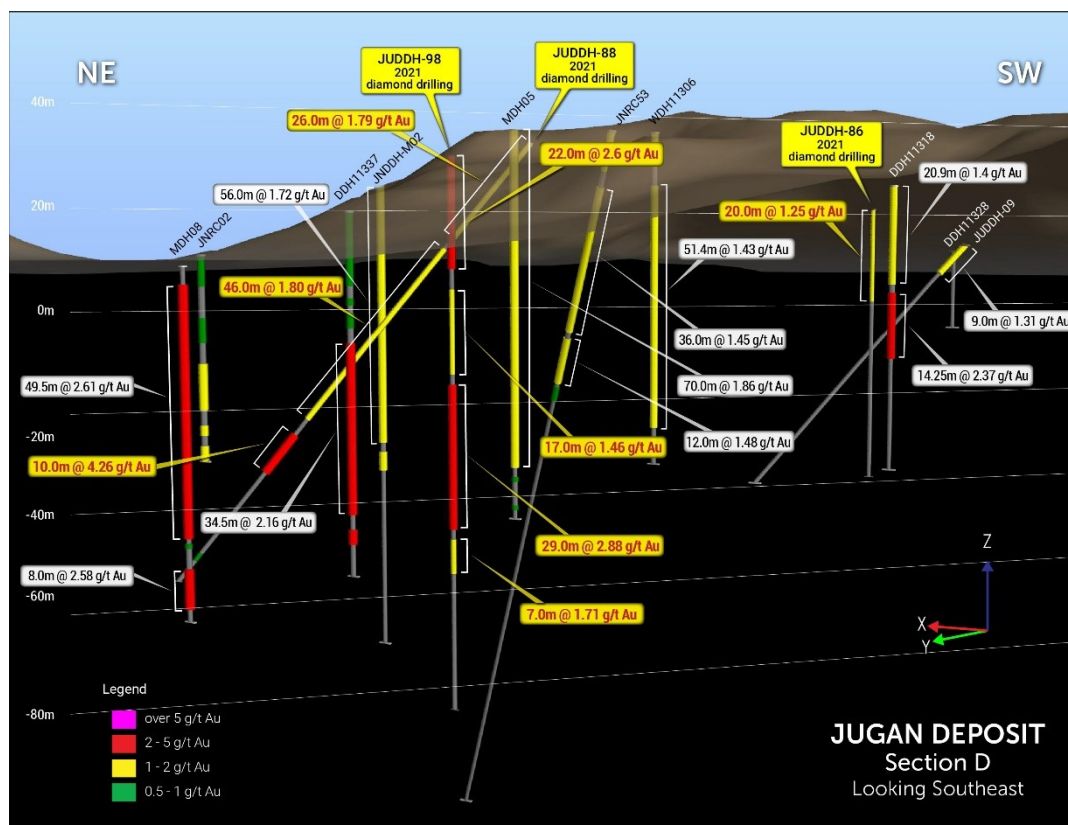 NE
SW
JUDDH-98
2021
diamond drilling
JUDDH-88
2021
diamond drilling
JUDDH-86
2021
diamond drilling
MDH08
JNRC02
DDH11337
JNDDH-M02
MDH05
JNRC53
WDH11306
DDH11318
DDH11328
JUDDH-09
40m
20m
0m
-20m
-40m
-60m
-80m
26.0m @ 1.79 g/t Au
22.0m @ 2.6 g/t Au
56.0m @ 1.72 g/t Au
20.9m @ 1.4 g/t Au
20.0m @ 1.25 g/t Au
51.4m @ 1.43 g/t Au
46.0m @ 1.80 g/t Au
9.0m @ 1.31 g/t Au
36.0m @ 1.45 g/t Au
49.5m @ 2.61 g/t Au
70.0m @ 1.86 g/t Au
14.25m @ 2.37 g/t Au
12.0m @ 1.48 g/t Au
17.0m @ 1.46 g/t Au
10.0m @ 4.26 g/t Au
34.5m @ 2.16 g/t Au
29.0m @ 2.88 g/t Au
8.0m @ 2.58 g/t Au
7.0m @ 1.71 g/t Au
Z
X
Y
Legend
over 5 g/t Au
2 - 5 g/t Au
1 - 2 g/t Au
0.5 - 1 g/t Au
JUGAN DEPOSIT
Section D
Looking Southeast